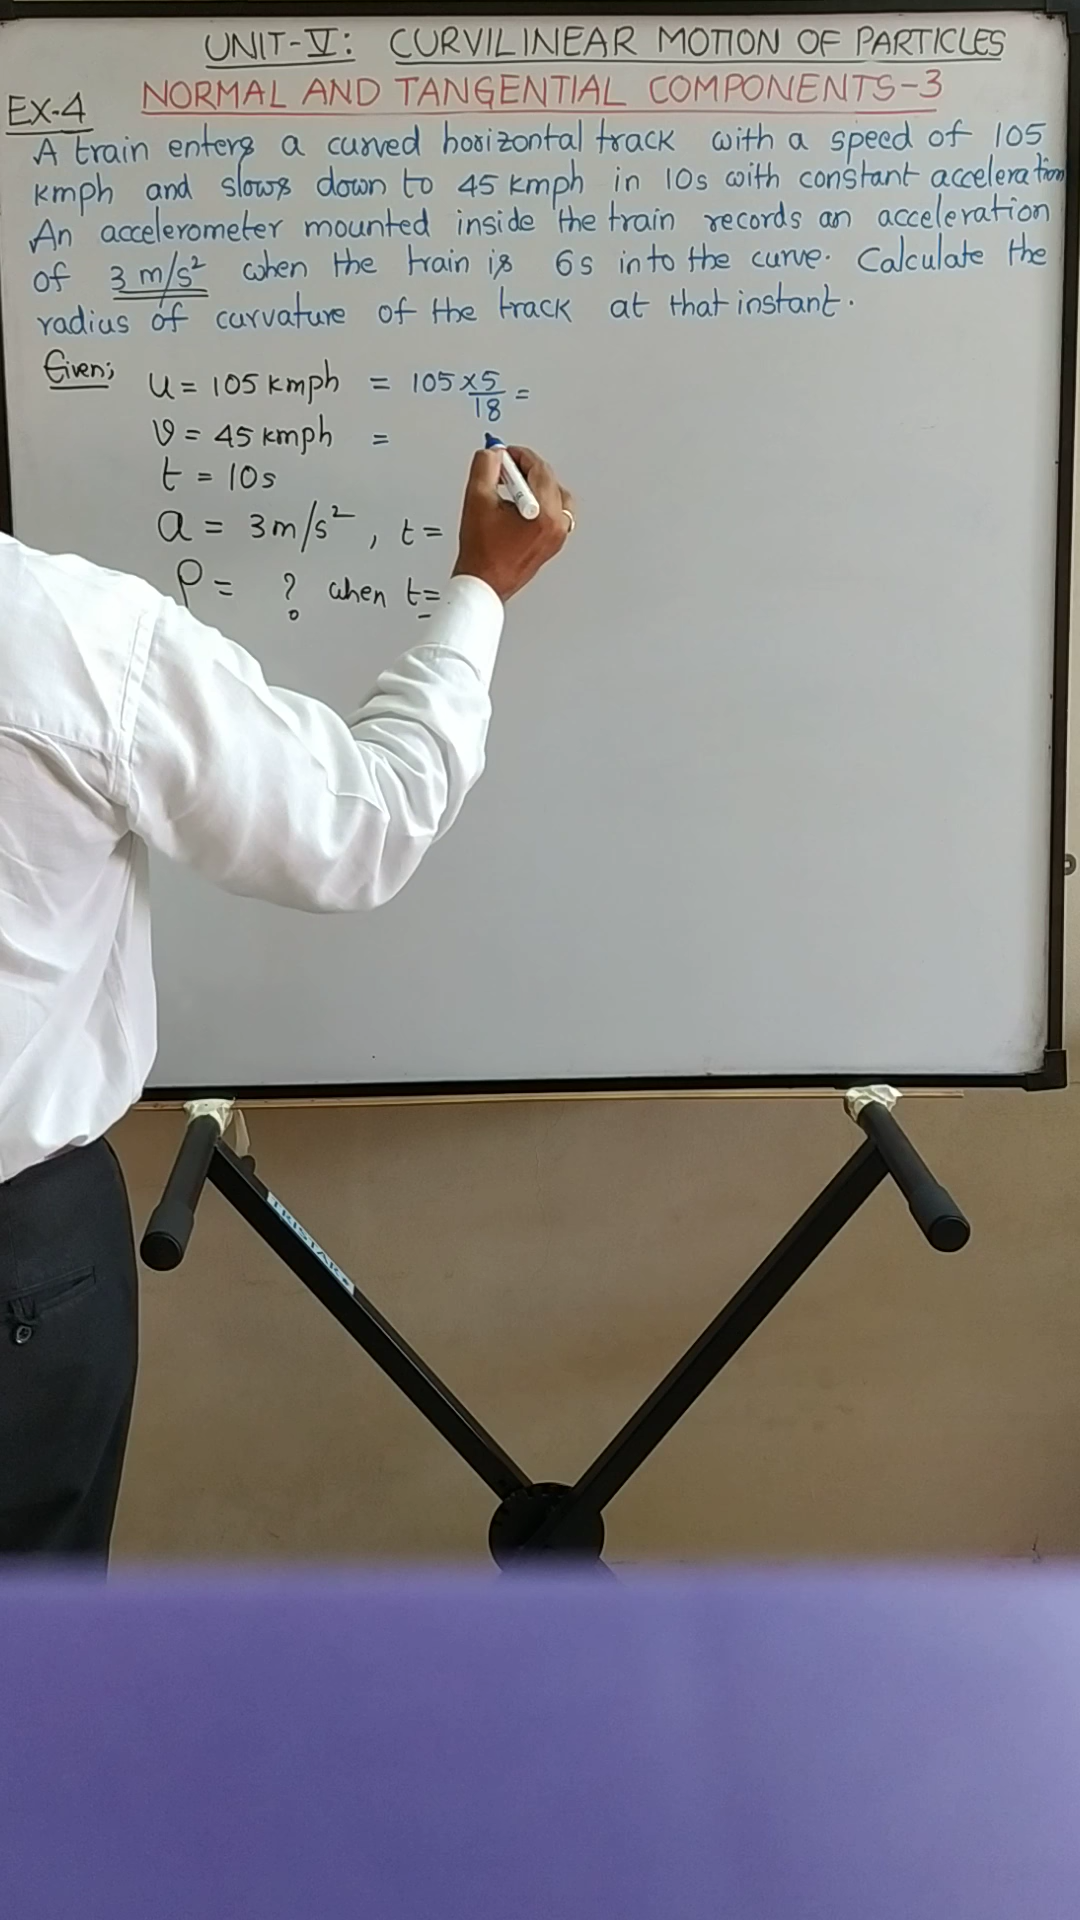 UNIT-V: CURVILINEAR MOTION OF PARTICLES
NORMAL AND TANGENTIAL COMPONENTS-3
EX-4
A train enters a curved horizontal track with a speed of 105
kmph and slows down to 45 kmph in 10s with constant acceleration
An accelerometer mounted inside the train records an acceleration
of 3 m/s² when the train is 6s into the curve. Calculate the
radius of curvature of the track at that instant.
Given;
u = 105 kmph = 105 × 5/18 =
v = 45 kmph =
t = 10s
a = 3m/s², t=
ρ = ? when t=
TRISTAR